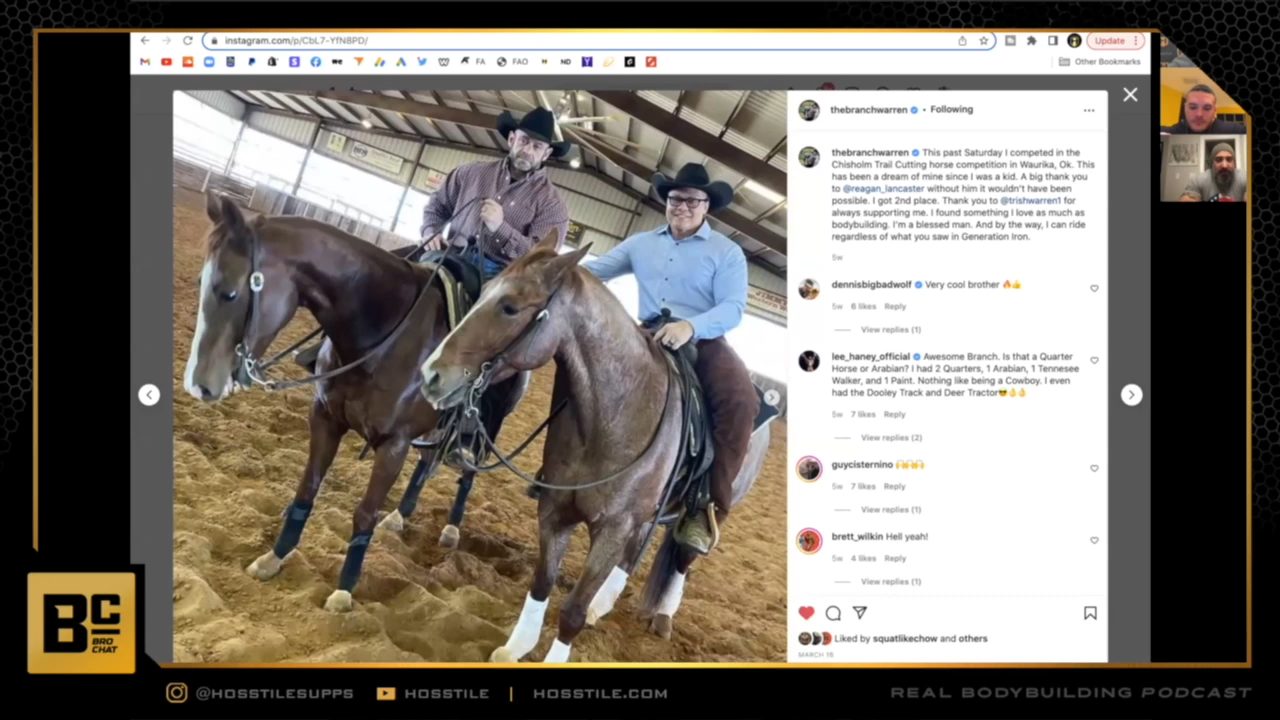 instagram.com/p/CbL7-YfN8PD/
Update
FA
FAO
ND
Other Bookmarks
thebranchwarren • Following
thebranchwarren This past Saturday I competed in the
Chisholm Trail Cutting horse competition in Waurika, Ok. This
has been a dream of mine since I was a kid. A big thank you
to @reagan_lancaster without him it wouldn't have been
possible. I got 2nd place. Thank you to @trishwarren1 for
always supporting me. I found something I love as much as
bodybuilding. I'm a blessed man. And by the way, I can ride
regardless of what you saw in Generation Iron.
5w
dennisbigbadwolf Very cool brother 🔥👍
5w 6 likes Reply
View replies (1)
lee_haney_official Awesome Branch. Is that a Quarter
Horse or Arabian? I had 2 Quarters, 1 Arabian, 1 Tennesee
Walker, and 1 Paint. Nothing like being a Cowboy. I even
had the Dooley Track and Deer Tractor😎👌👌
5w 7 likes Reply
View replies (2)
guycisternino 🙌🙌🙌
5w 7 likes Reply
View replies (1)
brett_wilkin Hell yeah!
5w 4 likes Reply
View replies (1)
Liked by squatlikechow and others
MARCH 16
BC
BRO
CHAT
@HOSSTILESUPPS
HOSSTILE
|
HOSSTILE.COM
REAL BODYBUILDING PODCAST